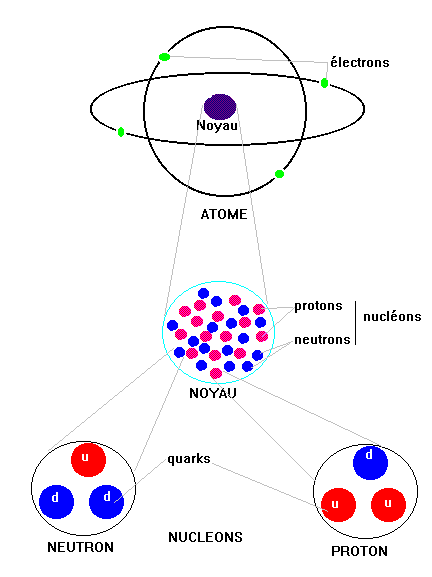 électrons
Noyau
ATOME
protons
nucléons
neutrons
NOYAU
u
d
d
quarks
d
u
u
NEUTRON
NUCLEONS
PROTON